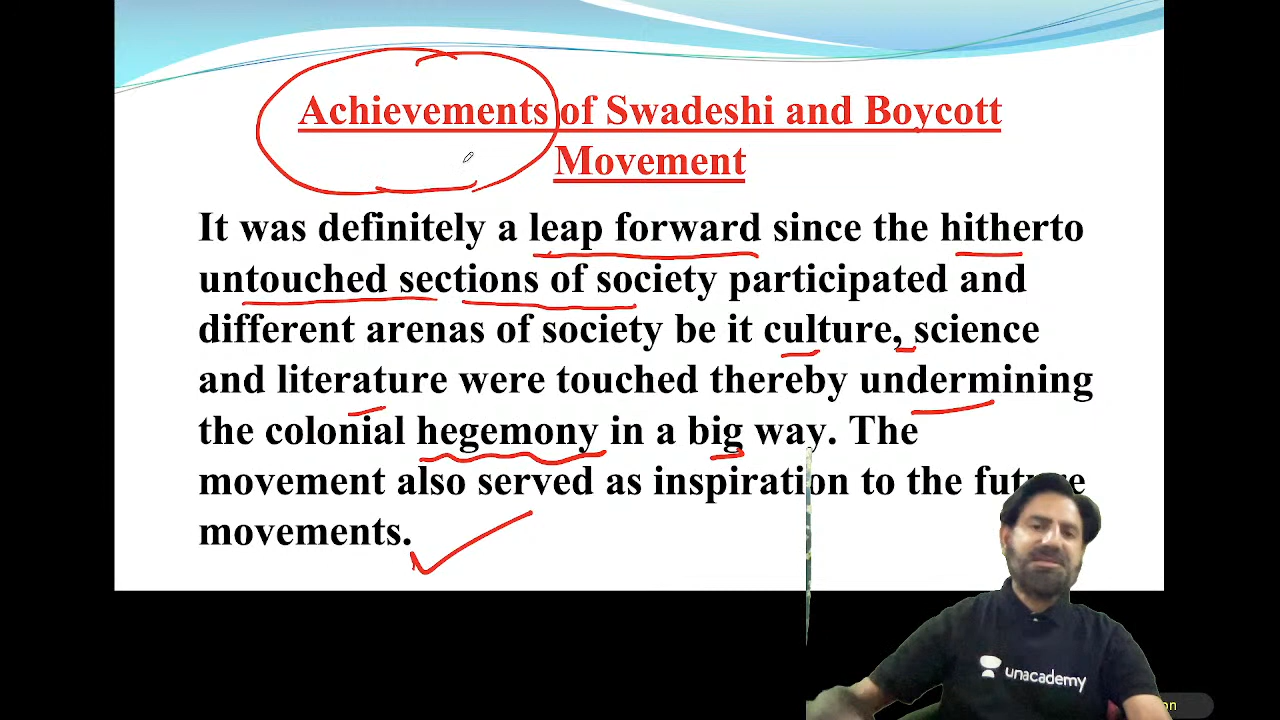 Achievements of Swadeshi and Boycott
Movement
It was definitely a leap forward since the hitherto
untouched sections of society participated and
different arenas of society be it culture, science
and literature were touched thereby undermining
the colonial hegemony in a big way. The
movement also served as inspiration to the future
movements.
unacademy